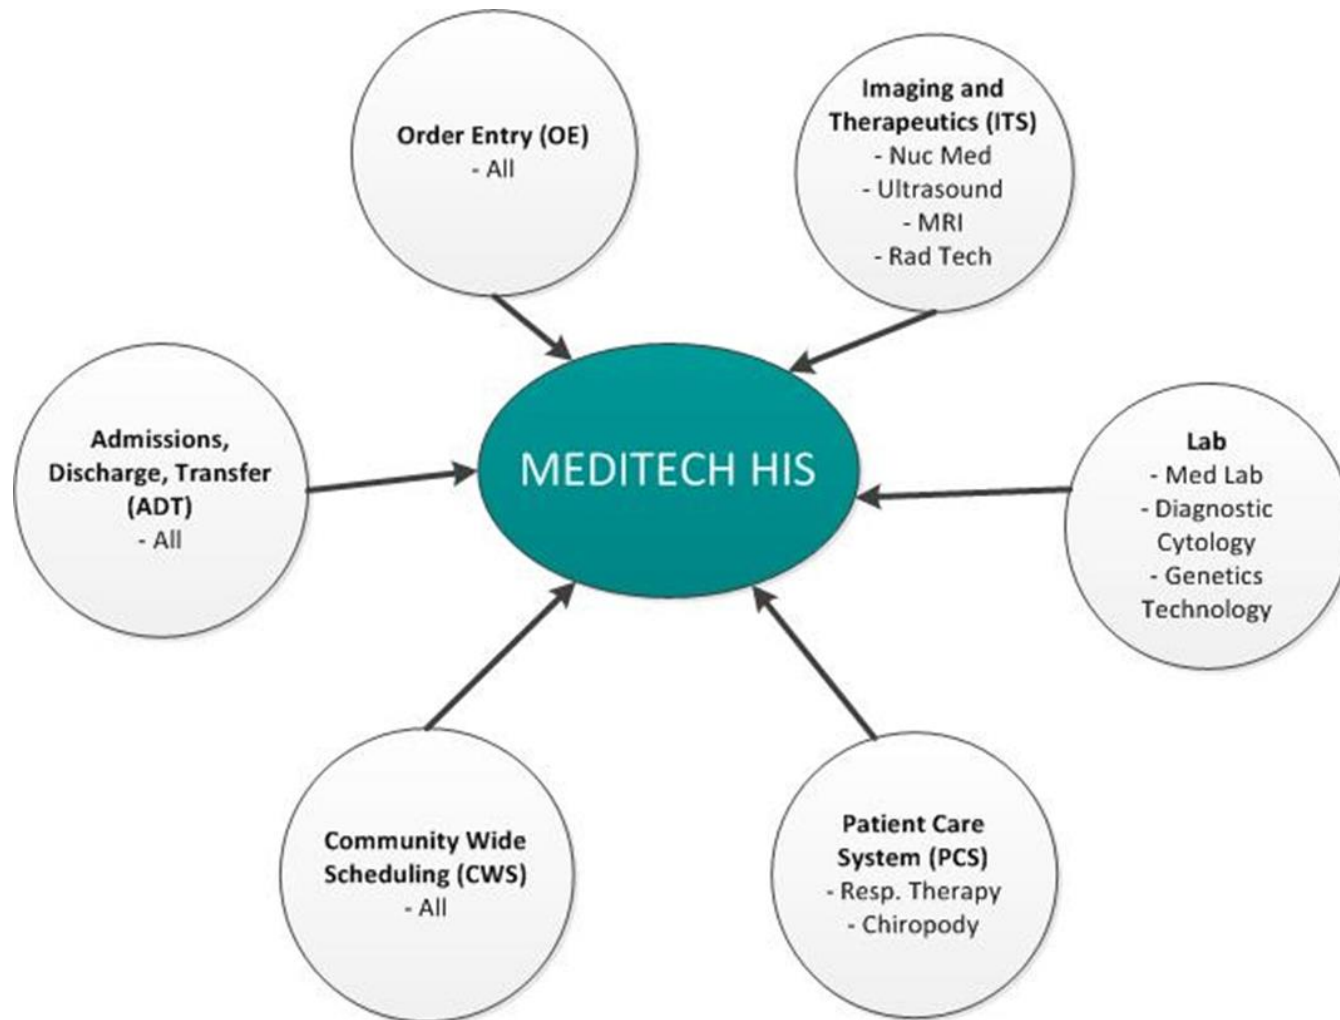 Order Entry (OE)
- All
Imaging and
Therapeutics (ITS)
- Nuc Med
- Ultrasound
- MRI
- Rad Tech
Admissions,
Discharge, Transfer
(ADT)
- All
MEDITECH HIS
Lab
- Med Lab
- Diagnostic
Cytology
- Genetics
Technology
Community Wide
Scheduling (CWS)
- All
Patient Care
System (PCS)
- Resp. Therapy
- Chiropody